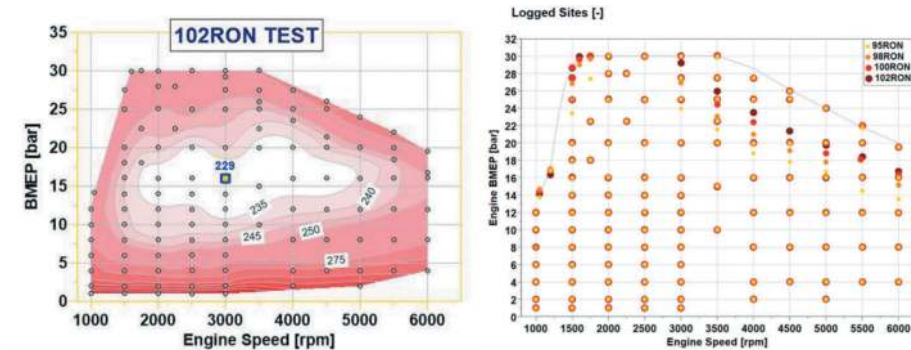 102RON TEST
35
30
25
20
15
10
5
0
BMEP [bar]
229
235
240
245
250
275
1000 2000 3000 4000 5000 6000
Engine Speed [rpm]
Logged Sites [-]
95RON
98RON
100RON
102RON
32
30
28
26
24
22
20
18
16
14
12
10
8
6
4
2
0
Engine BMEP [bar]
1000 1500 2000 2500 3000 3500 4000 4500 5000 5500 6000
Engine Speed [rpm]